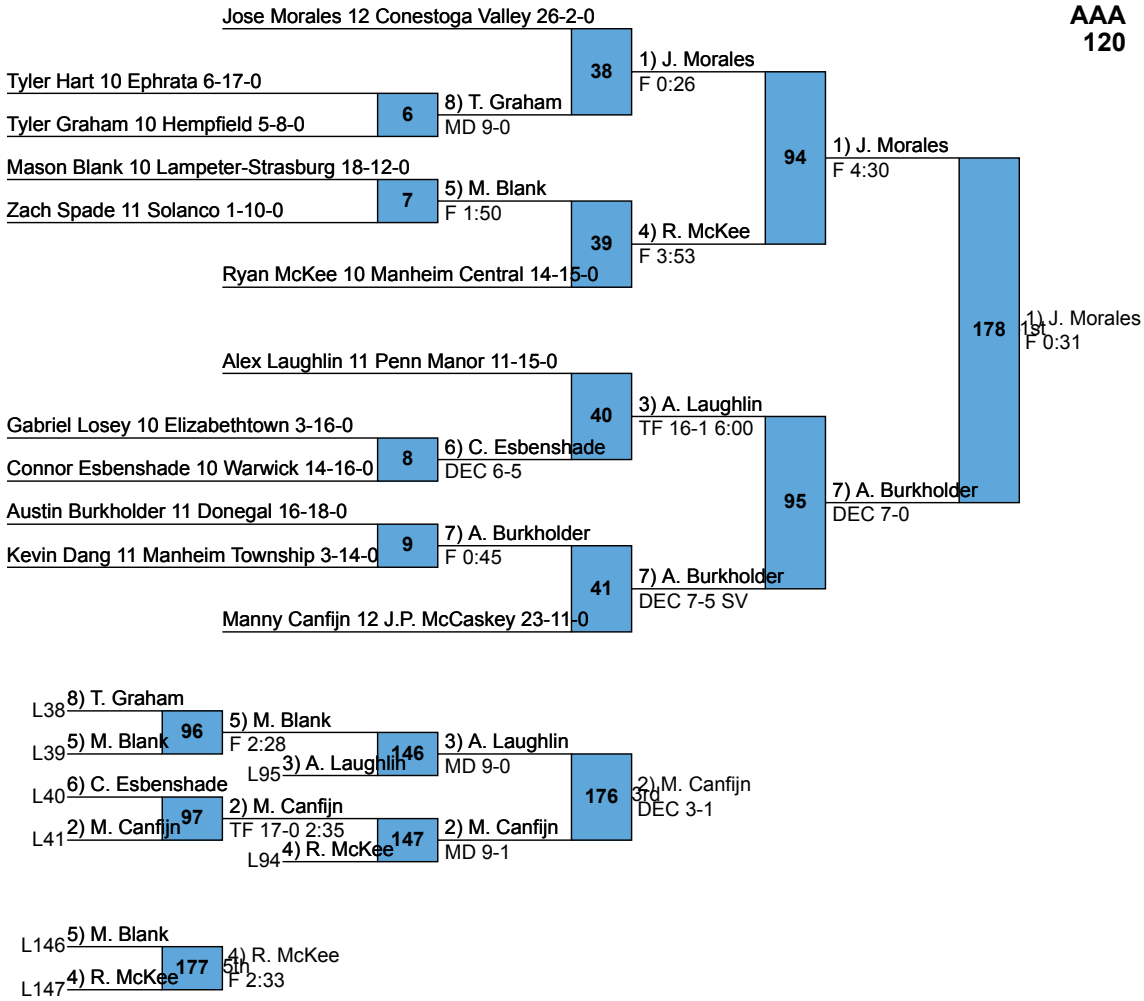 AAA
120
Jose Morales 12 Conestoga Valley 26-2-0
38
1) J. Morales
F 0:26
Tyler Hart 10 Ephrata 6-17-0
6
8) T. Graham
MD 9-0
Tyler Graham 10 Hempfield 5-8-0
94
1) J. Morales
F 4:30
Mason Blank 10 Lampeter-Strasburg 18-12-0
7
5) M. Blank
F 1:50
Zach Spade 11 Solanco 1-10-0
39
4) R. McKee
F 3:53
Ryan McKee 10 Manheim Central 14-15-0
178
1st
1) J. Morales
F 0:31
Alex Laughlin 11 Penn Manor 11-15-0
40
3) A. Laughlin
TF 16-1 6:00
Gabriel Losey 10 Elizabethtown 3-16-0
8
6) C. Esbenshade
DEC 6-5
Connor Esbenshade 10 Warwick 14-16-0
95
7) A. Burkholder
DEC 7-0
Austin Burkholder 11 Donegal 16-18-0
9
7) A. Burkholder
F 0:45
Kevin Dang 11 Manheim Township 3-14-0
41
7) A. Burkholder
DEC 7-5 SV
Manny Canfijn 12 J.P. McCaskey 23-11-0
L38
8) T. Graham
96
5) M. Blank
F 2:28
L39
5) M. Blank
146
3) A. Laughlin
MD 9-0
L95
3) A. Laughlin
L40
6) C. Esbenshade
97
2) M. Canfijn
TF 17-0 2:35
L41
2) M. Canfijn
147
2) M. Canfijn
MD 9-1
L94
4) R. McKee
176
3rd
2) M. Canfijn
DEC 3-1
L146
5) M. Blank
177
5th
4) R. McKee
F 2:33
L147
4) R. McKee